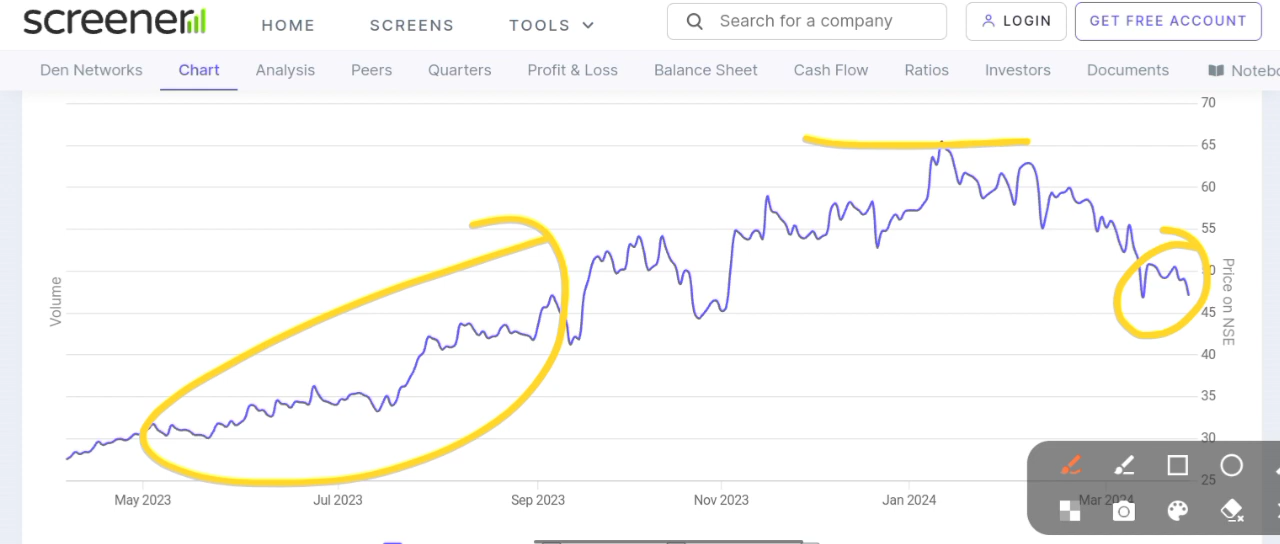 screener
HOME SCREENS TOOLS Search for a company LOGIN GET FREE ACCOUNT
Den Networks Chart Analysis Peers Quarters Profit & Loss Balance Sheet Cash Flow Ratios Investors Documents Notebo
70
65
60
55
50
45
40
35
30
25
Volume
Price on NSE
May 2023 Jul 2023 Sep 2023 Nov 2023 Jan 2024 Mar 2024